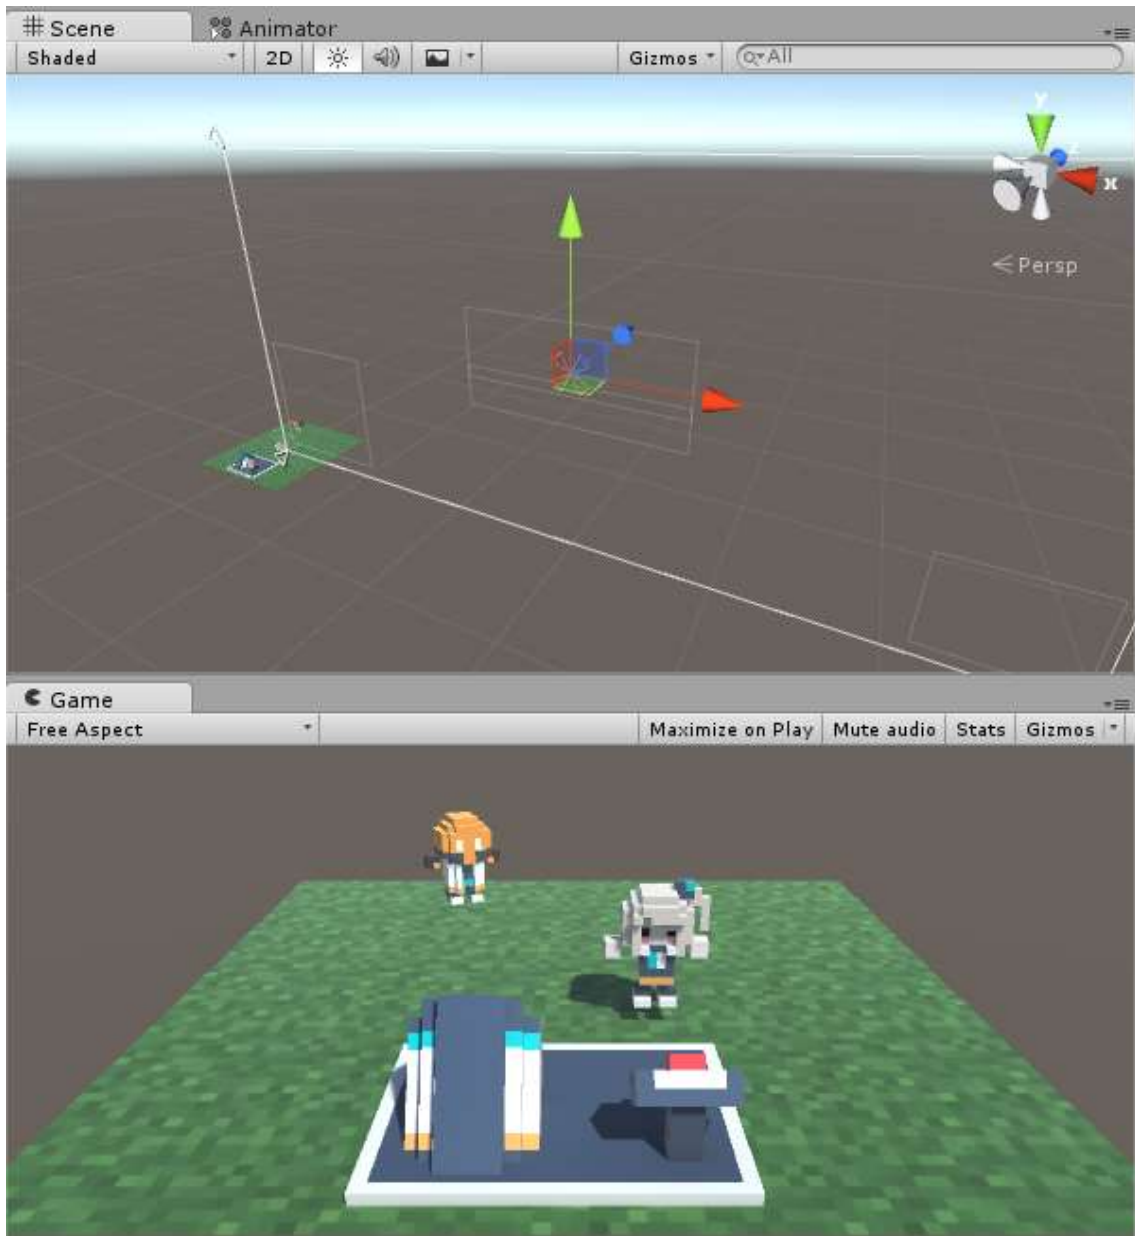 Scene
Animator
Shaded
2D
Gizmos
All
y
z
x
Persp
Game
Free Aspect
Maximize on Play
Mute audio
Stats
Gizmos